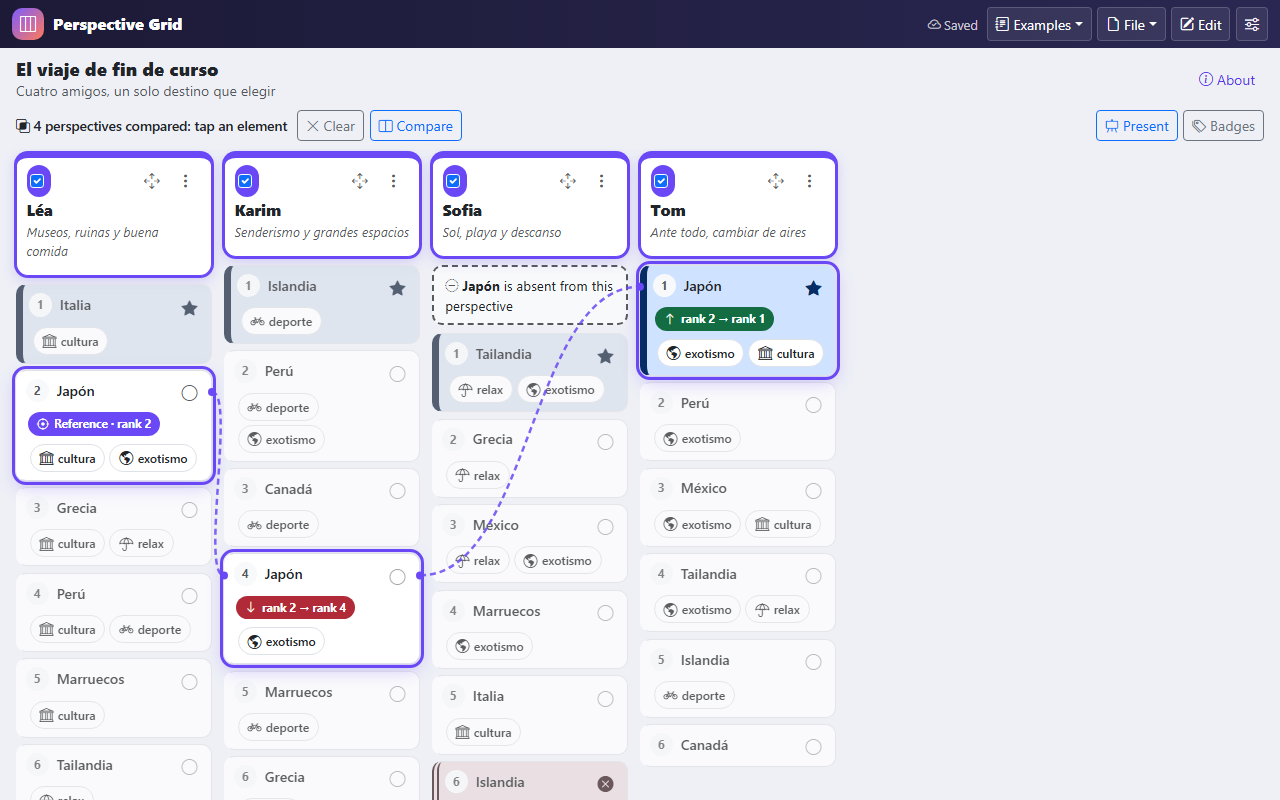 Perspective Grid
Saved
Examples
File
Edit
El viaje de fin de curso
Cuatro amigos, un solo destino que elegir
About
4 perspectives compared: tap an element
Clear
Compare
Present
Badges
Léa
Museos, ruinas y buena
comida
1 Italia
cultura
2 Japón
Reference · rank 2
cultura exotismo
3 Grecia
cultura relax
4 Perú
cultura deporte
5 Marruecos
cultura
6 Tailandia
relax
Karim
Senderismo y grandes espacios
1 Islandia
deporte
2 Perú
deporte
exotismo
3 Canadá
deporte
4 Japón
↓ rank 2 → rank 4
exotismo
5 Marruecos
deporte
6 Grecia
Sofia
Sol, playa y descanso
Japón is absent from this
perspective
1 Tailandia
relax exotismo
2 Grecia
relax
3 México
relax exotismo
4 Marruecos
exotismo
5 Italia
cultura
6 Islandia
Tom
Ante todo, cambiar de aires
1 Japón
↑ rank 2 → rank 1
exotismo cultura
2 Perú
exotismo
3 México
exotismo cultura
4 Tailandia
exotismo relax
5 Islandia
deporte
6 Canadá